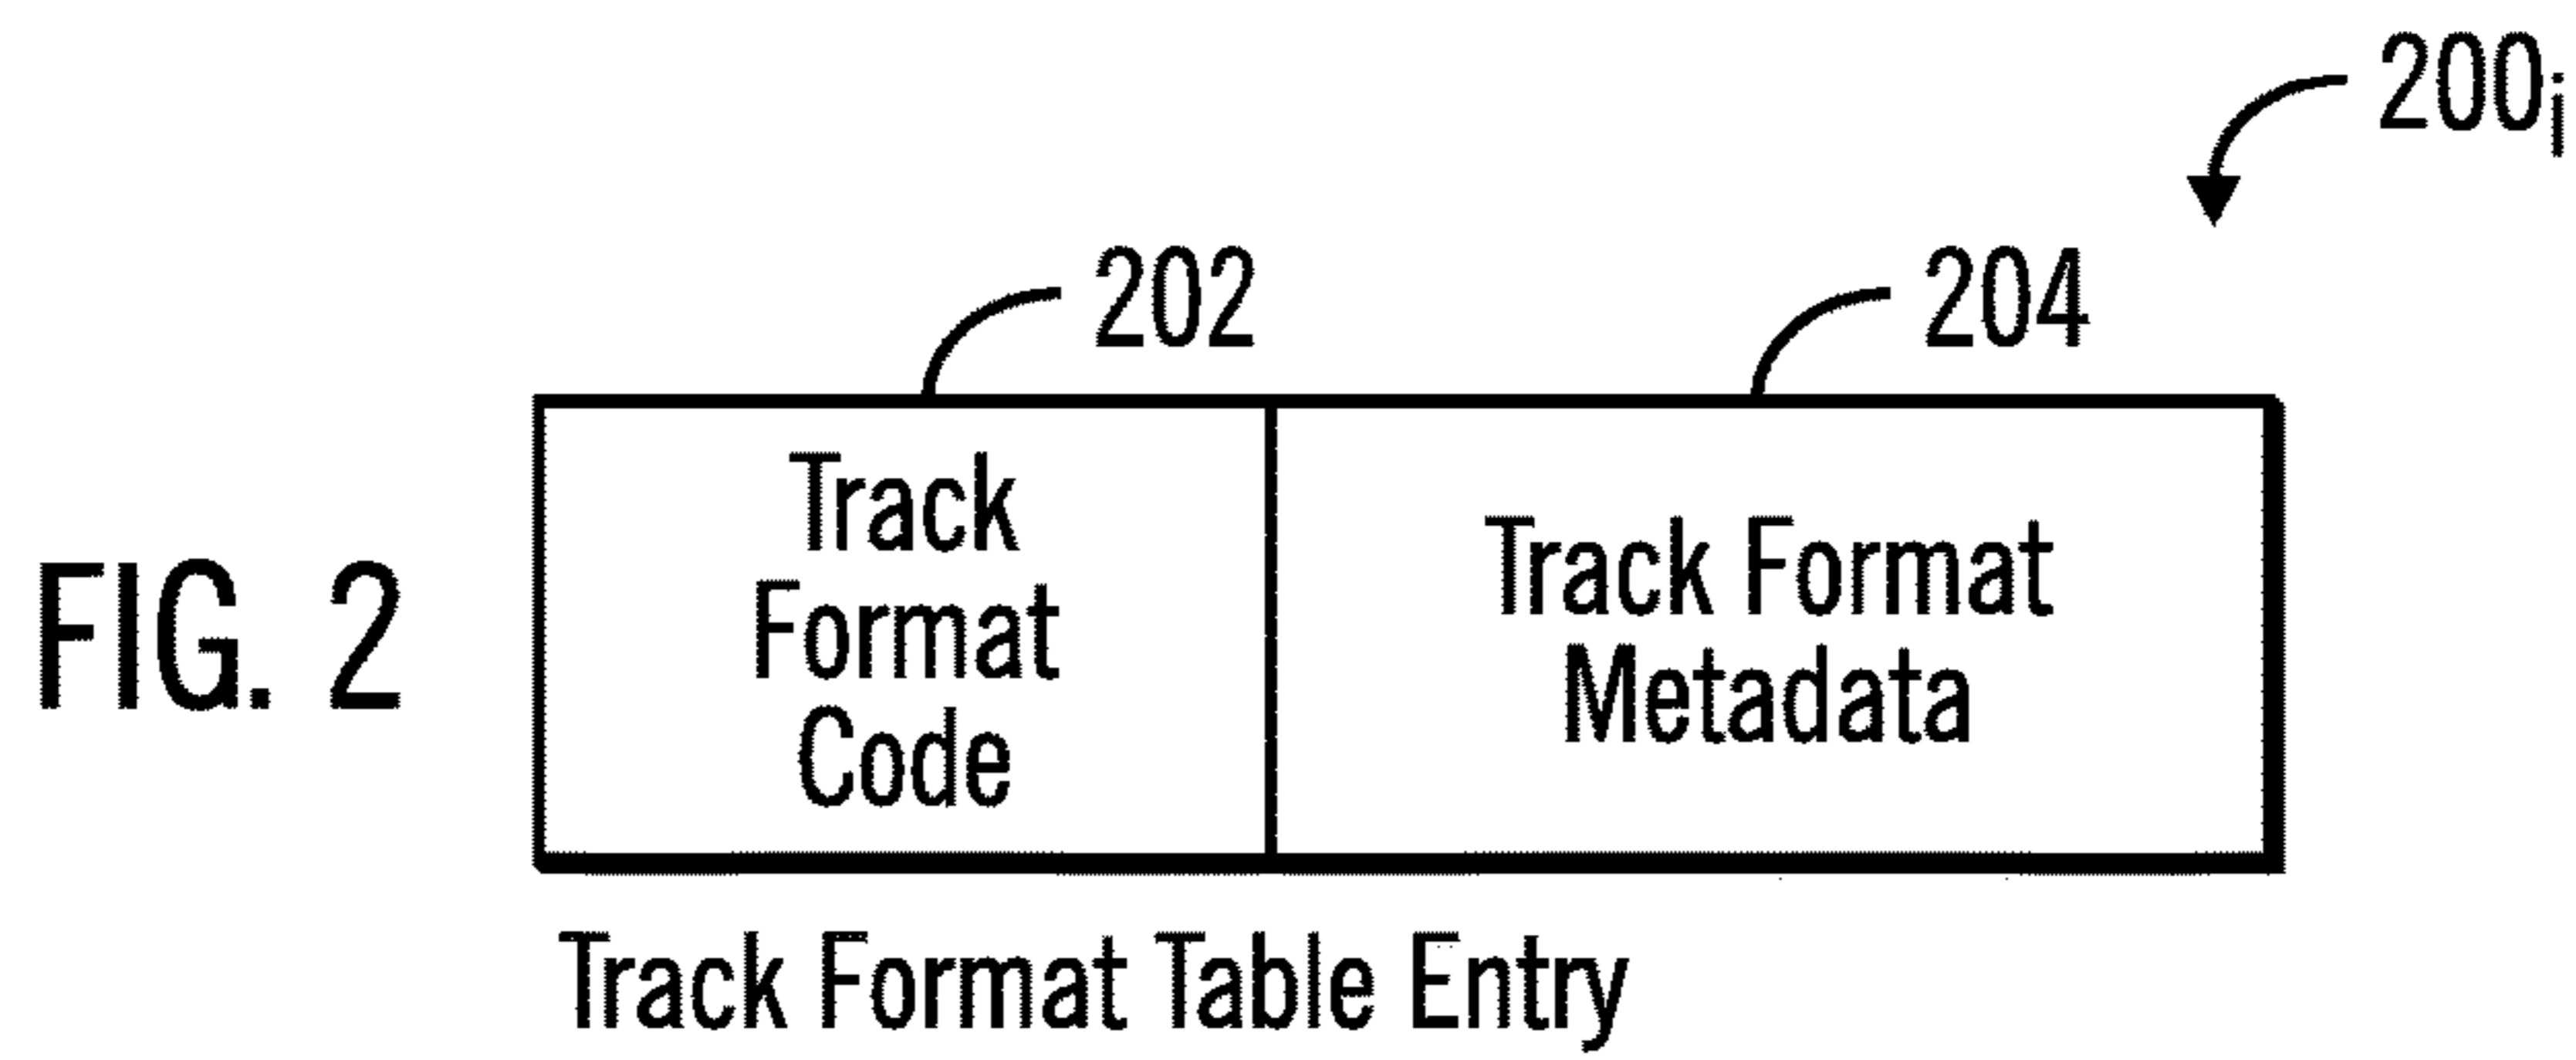 200i
202
204
Track
Format
Code
Track Format
Metadata
FIG. 2
Track Format Table Entry